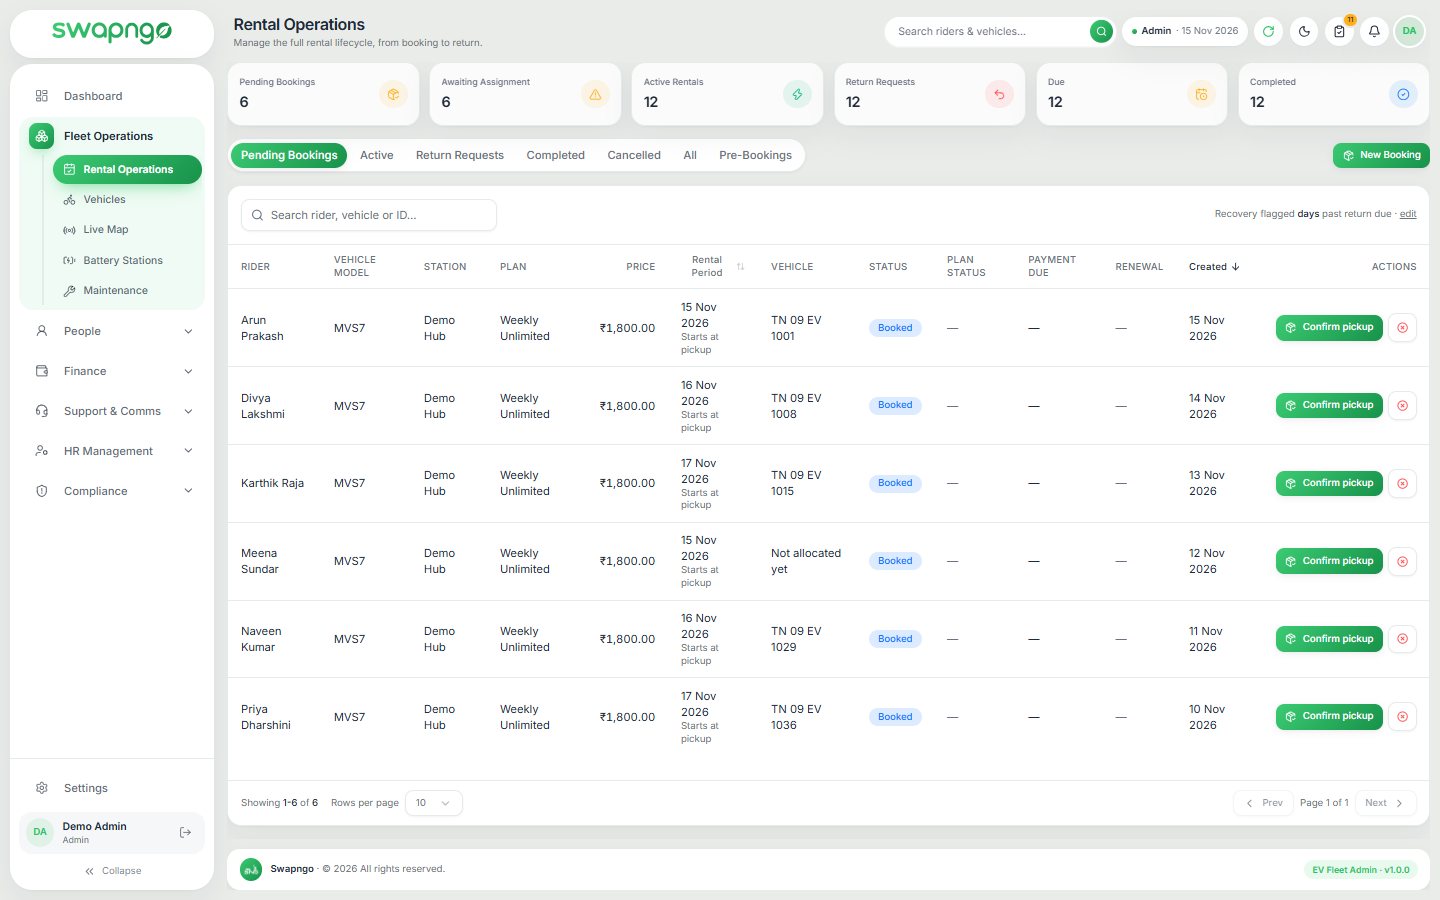 swapngo
Rental Operations
Manage the full rental lifecycle, from booking to return.
Search riders & vehicles...
Admin · 15 Nov 2026
11
DA
Dashboard
Fleet Operations
Rental Operations
Vehicles
Live Map
Battery Stations
Maintenance
People
Finance
Support & Comms
HR Management
Compliance
Settings
DA
Demo Admin
Admin
Collapse
Pending Bookings
6
Awaiting Assignment
6
Active Rentals
12
Return Requests
12
Due
12
Completed
12
Pending Bookings Active Return Requests Completed Cancelled All Pre-Bookings
New Booking
Search rider, vehicle or ID...
Recovery flagged days past return due · edit
RIDER VEHICLE MODEL STATION PLAN PRICE Rental Period VEHICLE STATUS PLAN STATUS PAYMENT DUE RENEWAL Created ACTIONS
Arun Prakash MVS7 Demo Hub Weekly Unlimited ₹1,800.00 15 Nov 2026 Starts at pickup TN 09 EV 1001 Booked — — — 15 Nov 2026 Confirm pickup
Divya Lakshmi MVS7 Demo Hub Weekly Unlimited ₹1,800.00 16 Nov 2026 Starts at pickup TN 09 EV 1008 Booked — — — 14 Nov 2026 Confirm pickup
Karthik Raja MVS7 Demo Hub Weekly Unlimited ₹1,800.00 17 Nov 2026 Starts at pickup TN 09 EV 1015 Booked — — — 13 Nov 2026 Confirm pickup
Meena Sundar MVS7 Demo Hub Weekly Unlimited ₹1,800.00 15 Nov 2026 Starts at pickup Not allocated yet Booked — — — 12 Nov 2026 Confirm pickup
Naveen Kumar MVS7 Demo Hub Weekly Unlimited ₹1,800.00 16 Nov 2026 Starts at pickup TN 09 EV 1029 Booked — — — 11 Nov 2026 Confirm pickup
Priya Dharshini MVS7 Demo Hub Weekly Unlimited ₹1,800.00 17 Nov 2026 Starts at pickup TN 09 EV 1036 Booked — — — 10 Nov 2026 Confirm pickup
Showing 1-6 of 6 Rows per page 10
Prev Page 1 of 1 Next
Swapngo · © 2026 All rights reserved.
EV Fleet Admin · v1.0.0